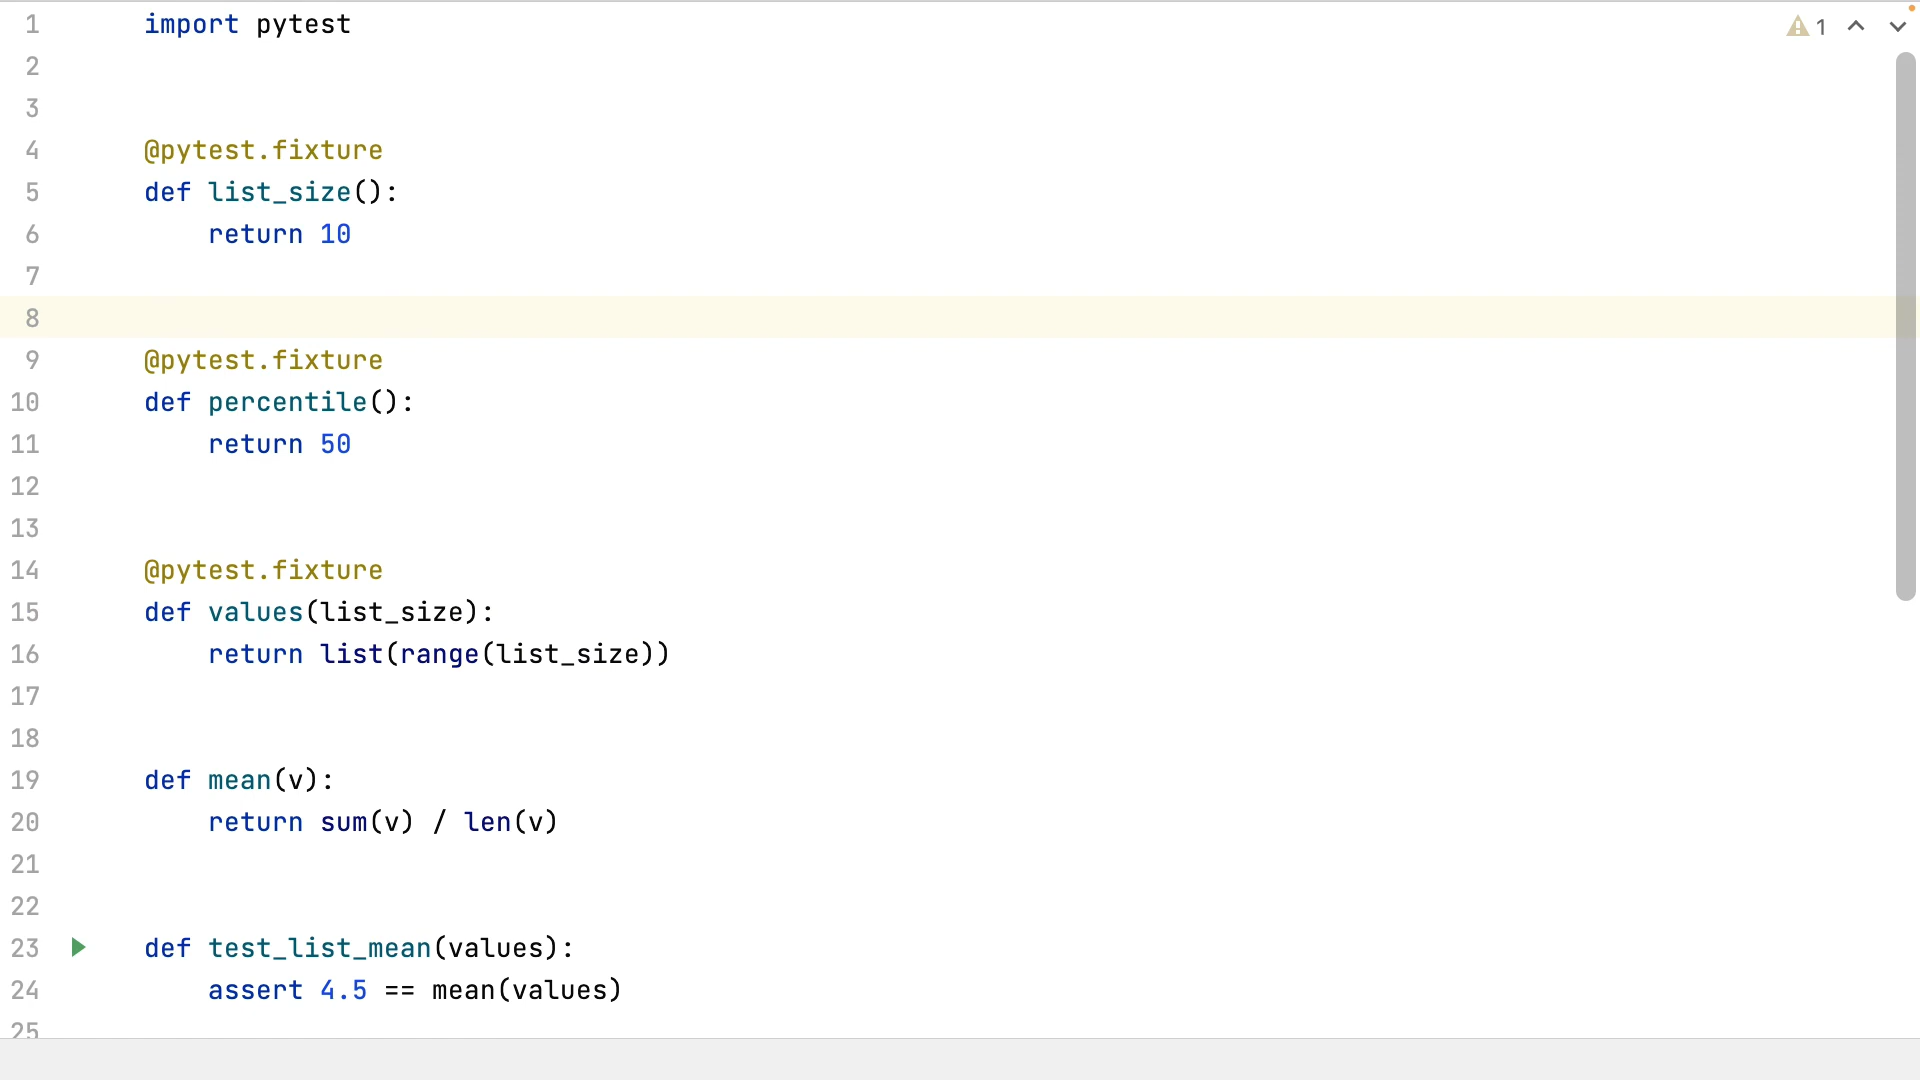 1 import pytest
2
3
4 @pytest.fixture
5 def list_size():
6     return 10
7
8
9 @pytest.fixture
10 def percentile():
11     return 50
12
13
14 @pytest.fixture
15 def values(list_size):
16     return list(range(list_size))
17
18
19 def mean(v):
20     return sum(v) / len(v)
21
22
23 def test_list_mean(values):
24     assert 4.5 == mean(values)
25
1